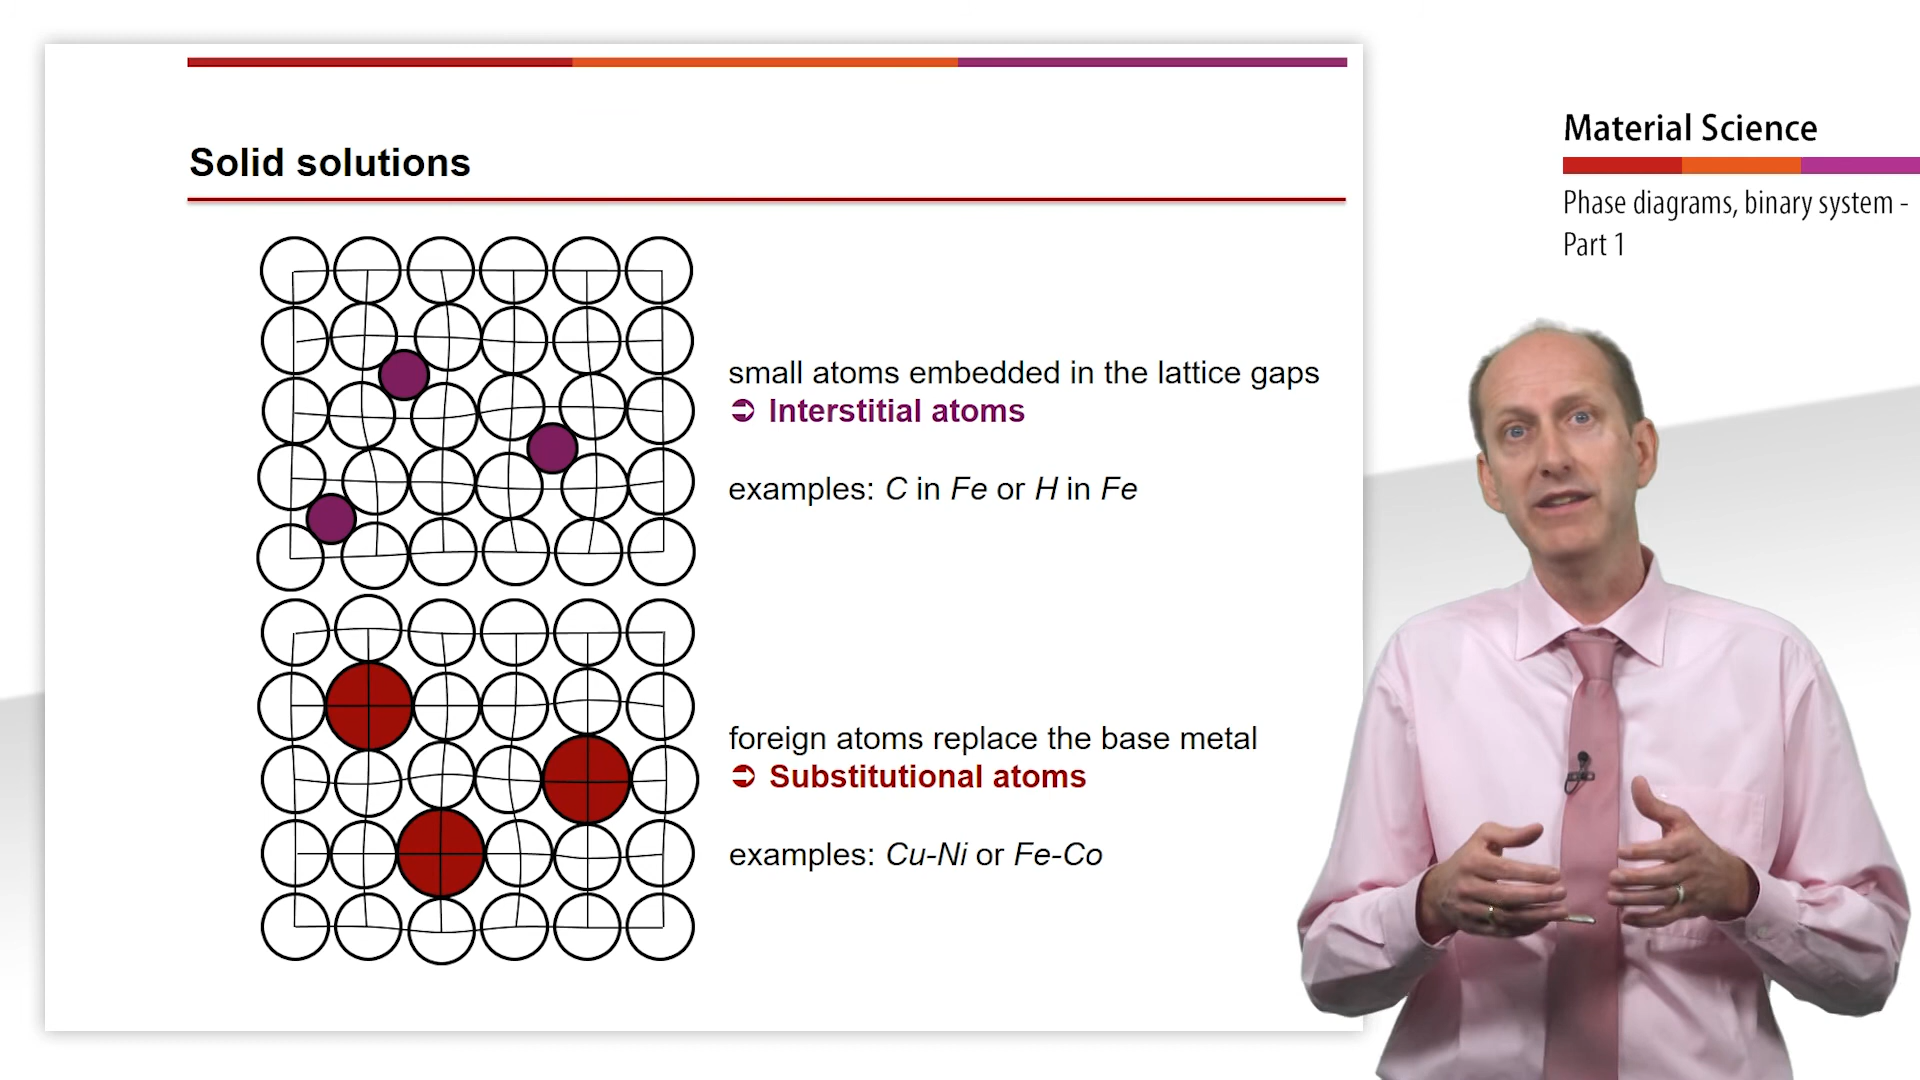 Solid solutions
small atoms embedded in the lattice gaps
➲ Interstitial atoms
examples: C in Fe or H in Fe
foreign atoms replace the base metal
➲ Substitutional atoms
examples: Cu-Ni or Fe-Co
Material Science
Phase diagrams, binary system -
Part 1